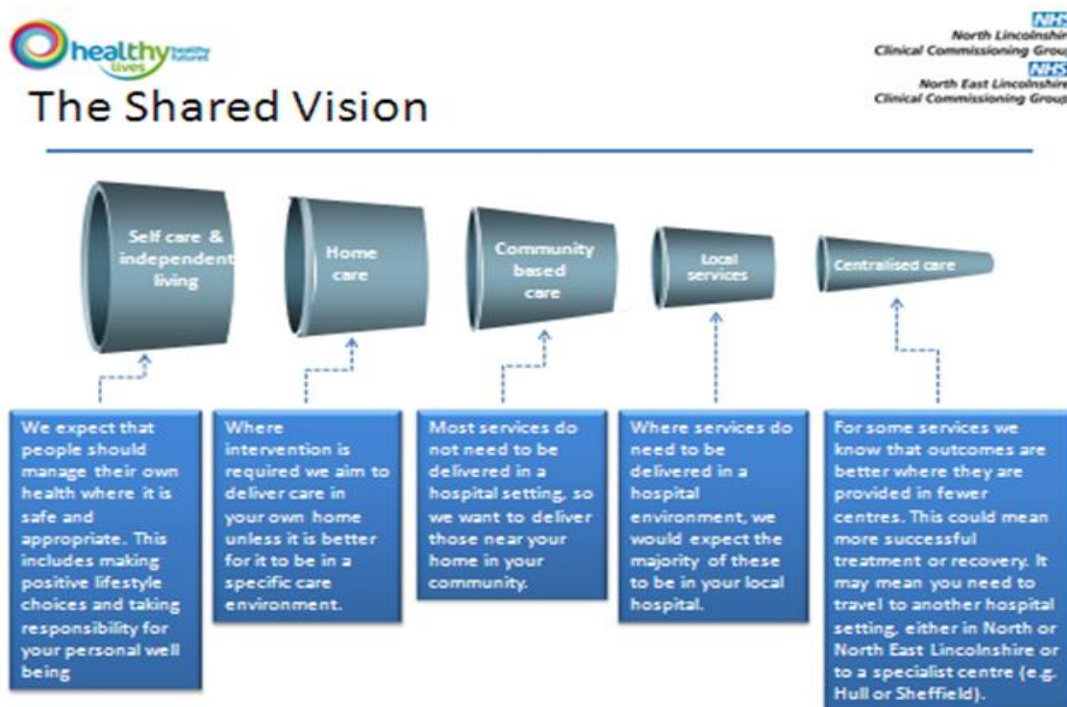 healthy healthy
lives futures
NHS
North Lincolnshire
Clinical Commissioning Group
NHS
North East Lincolnshire
Clinical Commissioning Group
The Shared Vision
Self care &
independent
living
Home
care
Community
based
care
Local
services
Centralised care
We expect that
people should
manage their own
health where it is
safe and
appropriate. This
includes making
positive lifestyle
choices and taking
responsibility for
your personal well
being
Where
intervention is
required we aim to
deliver care in
your own home
unless it is better
for it to be in a
specific care
environment.
Most services do
not need to be
delivered in a
hospital setting, so
we want to deliver
those near your
home in your
community.
Where services do
need to be
delivered in a
hospital
environment, we
would expect the
majority of these
to be in your local
hospital.
For some services we
know that outcomes are
better where they are
provided in fewer
centres. This could mean
more successful
treatment or recovery. It
may mean you need to
travel to another hospital
setting, either in North or
North East Lincolnshire or
to a specialist centre (e.g.
Hull or Sheffield).